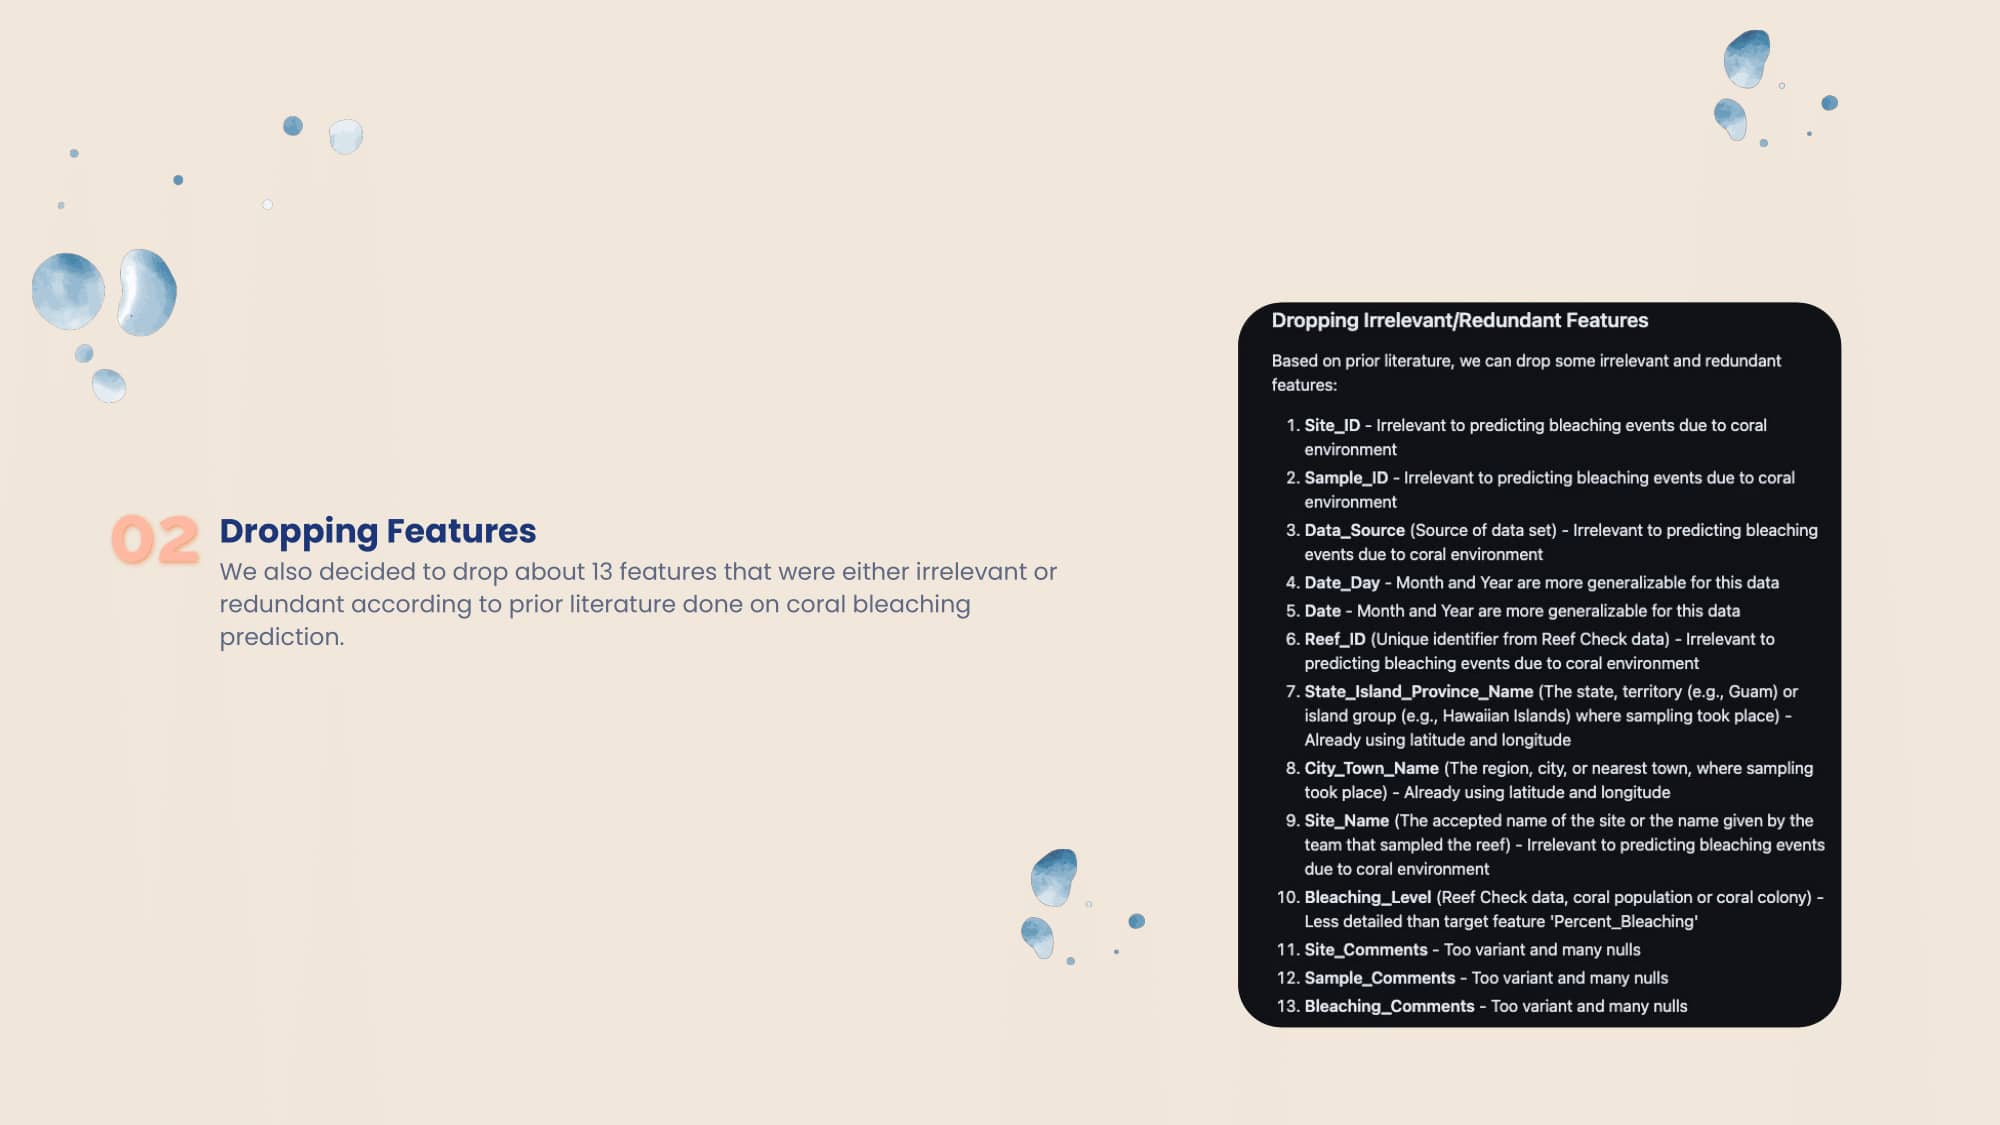 02
Dropping Features
We also decided to drop about 13 features that were either irrelevant or
redundant according to prior literature done on coral bleaching
prediction.
Dropping Irrelevant/Redundant Features
Based on prior literature, we can drop some irrelevant and redundant
features:
1. Site_ID - Irrelevant to predicting bleaching events due to coral
environment
2. Sample_ID - Irrelevant to predicting bleaching events due to coral
environment
3. Data_Source (Source of data set) - Irrelevant to predicting bleaching
events due to coral environment
4. Date_Day - Month and Year are more generalizable for this data
5. Date - Month and Year are more generalizable for this data
6. Reef_ID (Unique identifier from Reef Check data) - Irrelevant to
predicting bleaching events due to coral environment
7. State_Island_Province_Name (The state, territory (e.g., Guam) or
island group (e.g., Hawaiian Islands) where sampling took place) -
Already using latitude and longitude
8. City_Town_Name (The region, city, or nearest town, where sampling
took place) - Already using latitude and longitude
9. Site_Name (The accepted name of the site or the name given by the
team that sampled the reef) - Irrelevant to predicting bleaching events
due to coral environment
10. Bleaching_Level (Reef Check data, coral population or coral colony) -
Less detailed than target feature 'Percent_Bleaching'
11. Site_Comments - Too variant and many nulls
12. Sample_Comments - Too variant and many nulls
13. Bleaching_Comments - Too variant and many nulls